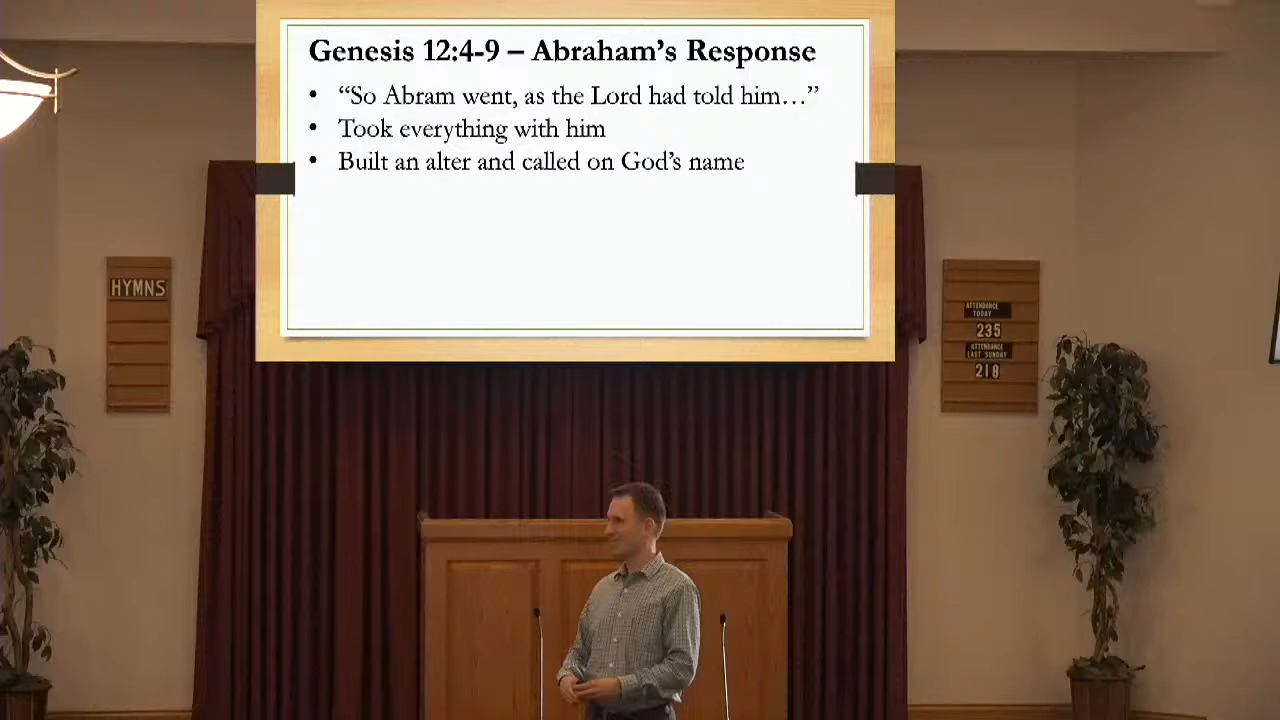 Genesis 12:4-9 – Abraham’s Response
• “So Abram went, as the Lord had told him…”
• Took everything with him
• Built an alter and called on God’s name
HYMNS
ATTENDANCE
TODAY
235
ATTENDANCE
LAST SUNDAY
218